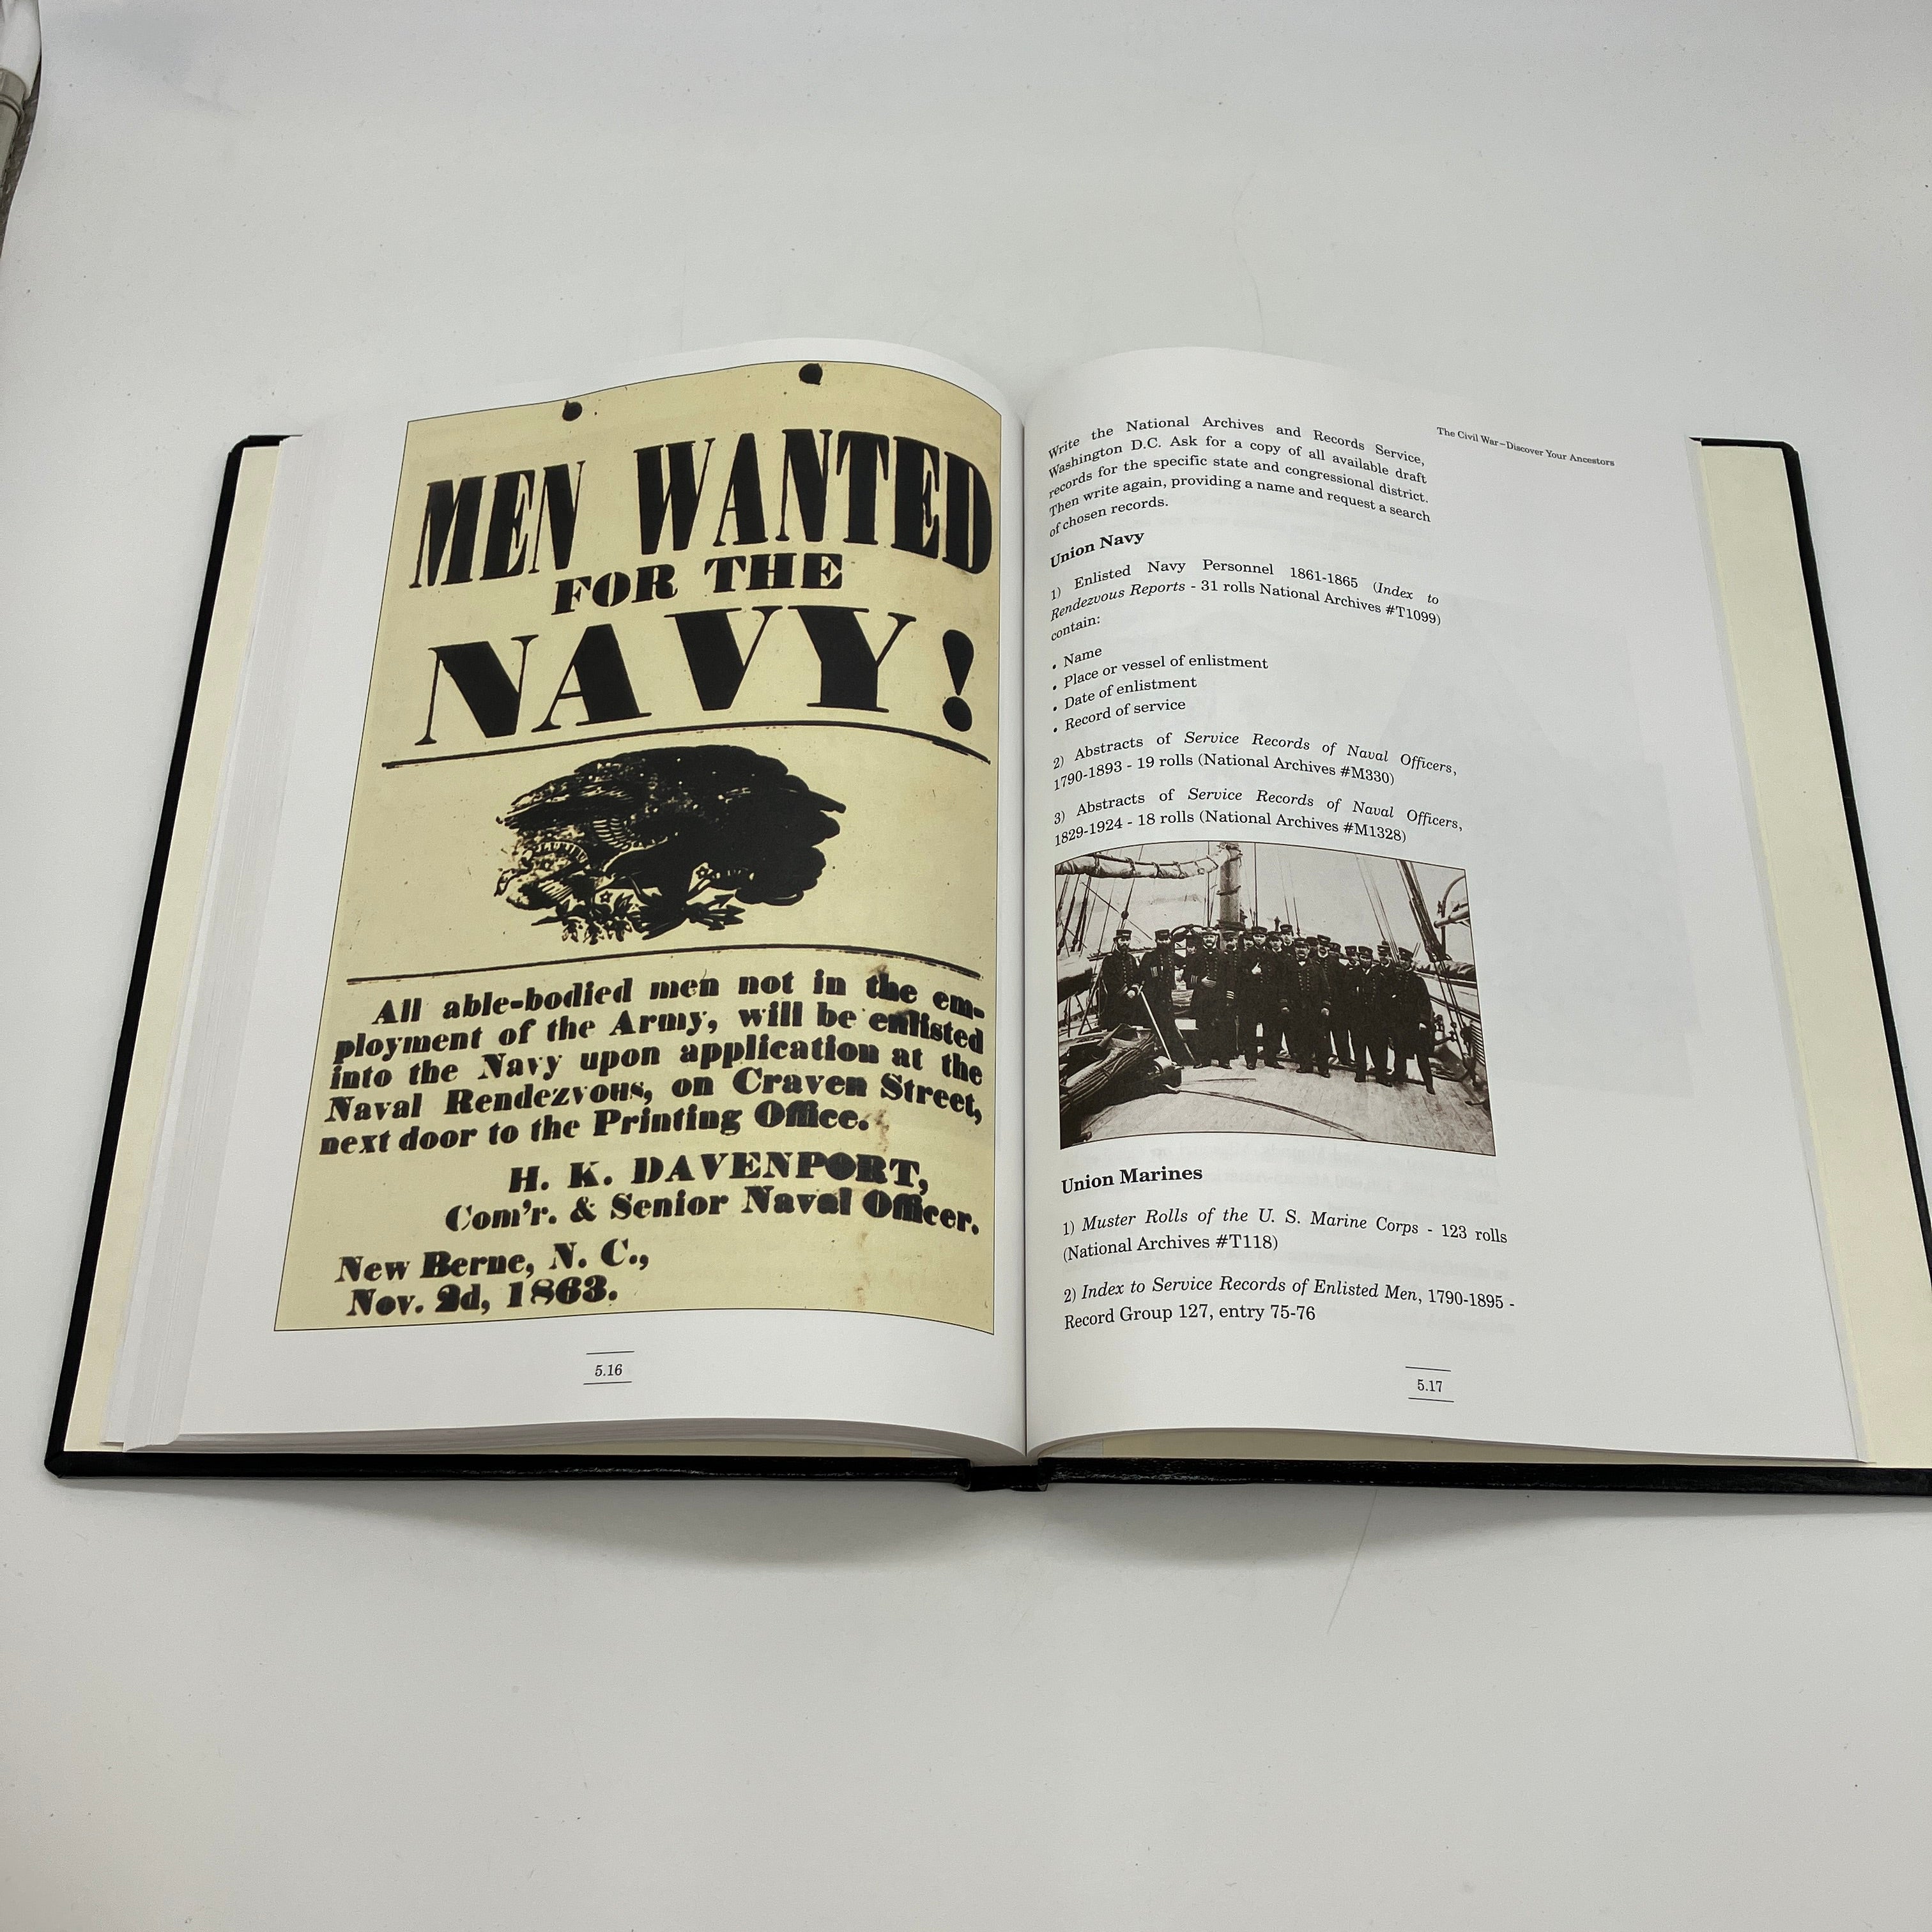 MEN WANTED
FOR THE
NAVY!
All able-bodied men not in the em-
ployment of the Army, will be enlisted
into the Navy upon application at the
Naval Rendezvous, on Craven Street,
next door to the Printing Office.
H. K. DAVENPORT,
Com'r. & Senior Naval Officer.
New Berne, N. C.,
Nov. 2d, 1863.
5.16
The Civil War–Discover Your Ancestors
Write the National Archives and Records Service,
Washington D.C. Ask for a copy of all available draft
records for the specific state and congressional district.
Then write again, providing a name and request a search
of chosen records.
Union Navy
1) Enlisted Navy Personnel 1861-1865 (Index to
Rendezvous Reports - 31 rolls National Archives #T1099)
contain:
• Name
• Place or vessel of enlistment
• Date of enlistment
• Record of service
2) Abstracts of Service Records of Naval Officers,
1790-1893 - 19 rolls (National Archives #M330)
3) Abstracts of Service Records of Naval Officers,
1829-1924 - 18 rolls (National Archives #M1328)
Union Marines
1) Muster Rolls of the U. S. Marine Corps - 123 rolls
(National Archives #T118)
2) Index to Service Records of Enlisted Men, 1790-1895 -
Record Group 127, entry 75-76
5.17